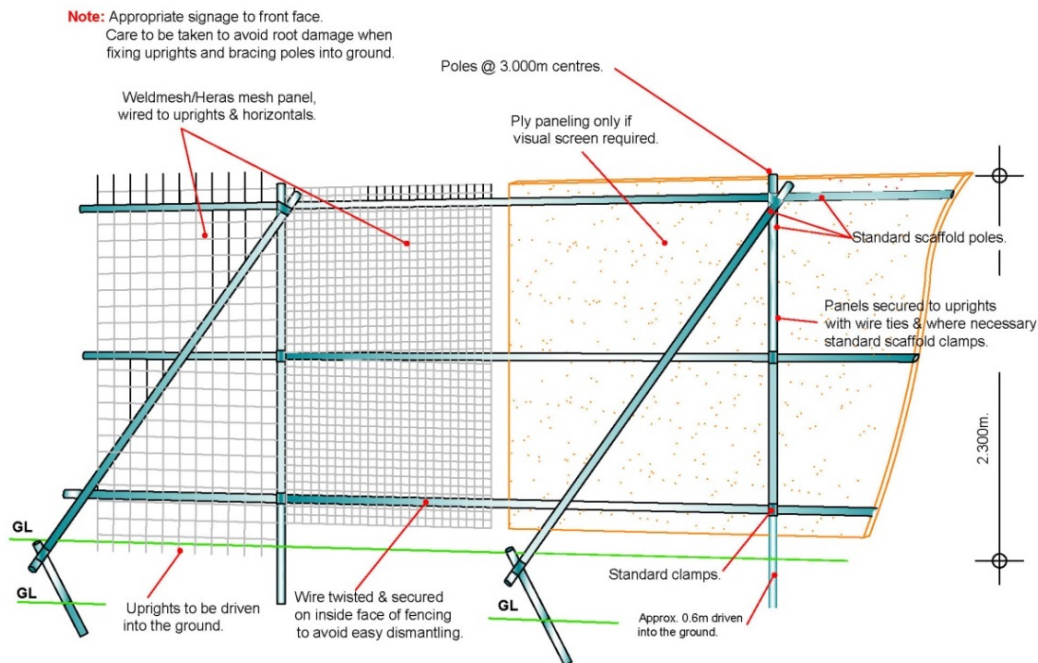 Note: Appropriate signage to front face.
Care to be taken to avoid root damage when
fixing uprights and bracing poles into ground.
Weldmesh/Heras mesh panel,
wired to uprights & horizontals.
Poles @ 3.000m centres.
Ply paneling only if
visual screen required.
Standard scaffold poles.
Panels secured to uprights
with wire ties & where necessary
standard scaffold clamps.
2.300m.
GL
GL
GL
GL
Uprights to be driven
into the ground.
Wire twisted & secured
on inside face of fencing
to avoid easy dismantling.
Standard clamps.
Approx. 0.6m driven
into the ground.